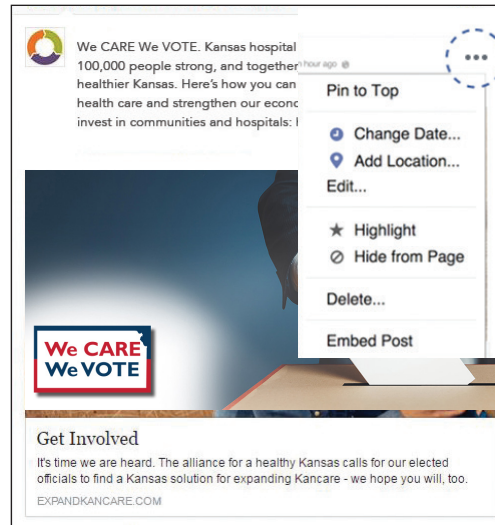 We CARE We VOTE. Kansas hospital
100,000 people strong, and together
healthier Kansas. Here's how you can
health care and strengthen our econo
invest in communities and hospitals:
hour ago
Pin to Top
Change Date...
Add Location...
Edit...
Highlight
Hide from Page
Delete...
Embed Post
We CARE
We VOTE
Get Involved
It's time we are heard. The alliance for a healthy Kansas calls for our elected
officials to find a Kansas solution for expanding Kancare - we hope you will, too.
EXPANDKANCARE.COM